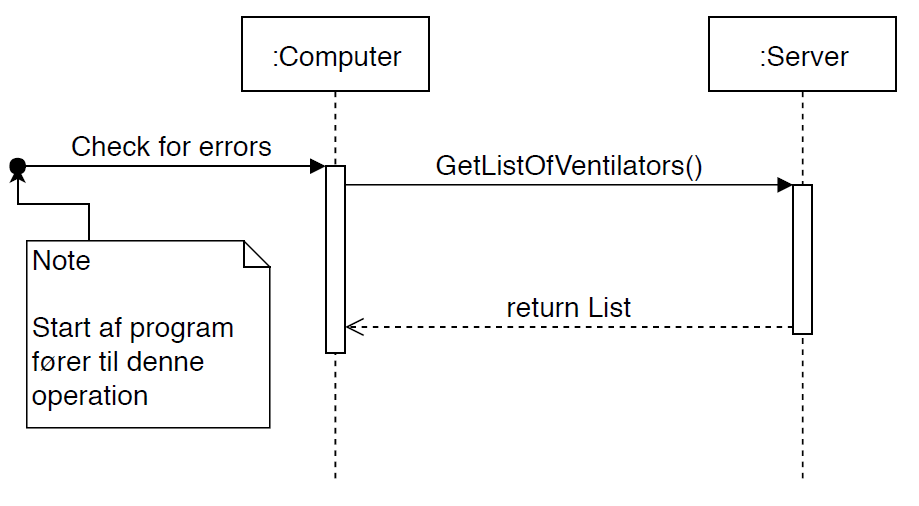 :Computer
:Server
Check for errors
GetListOfVentilators()
Note
Start af program
fører til denne
operation
return List